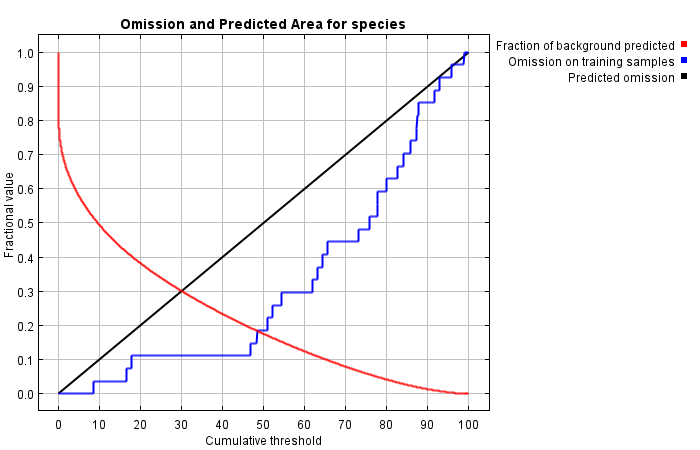 Omission and Predicted Area for species
Fraction of background predicted
Omission on training samples
Predicted omission
Fractional value
1.0
0.9
0.8
0.7
0.6
0.5
0.4
0.3
0.2
0.1
0.0
0 10 20 30 40 50 60 70 80 90 100
Cumulative threshold